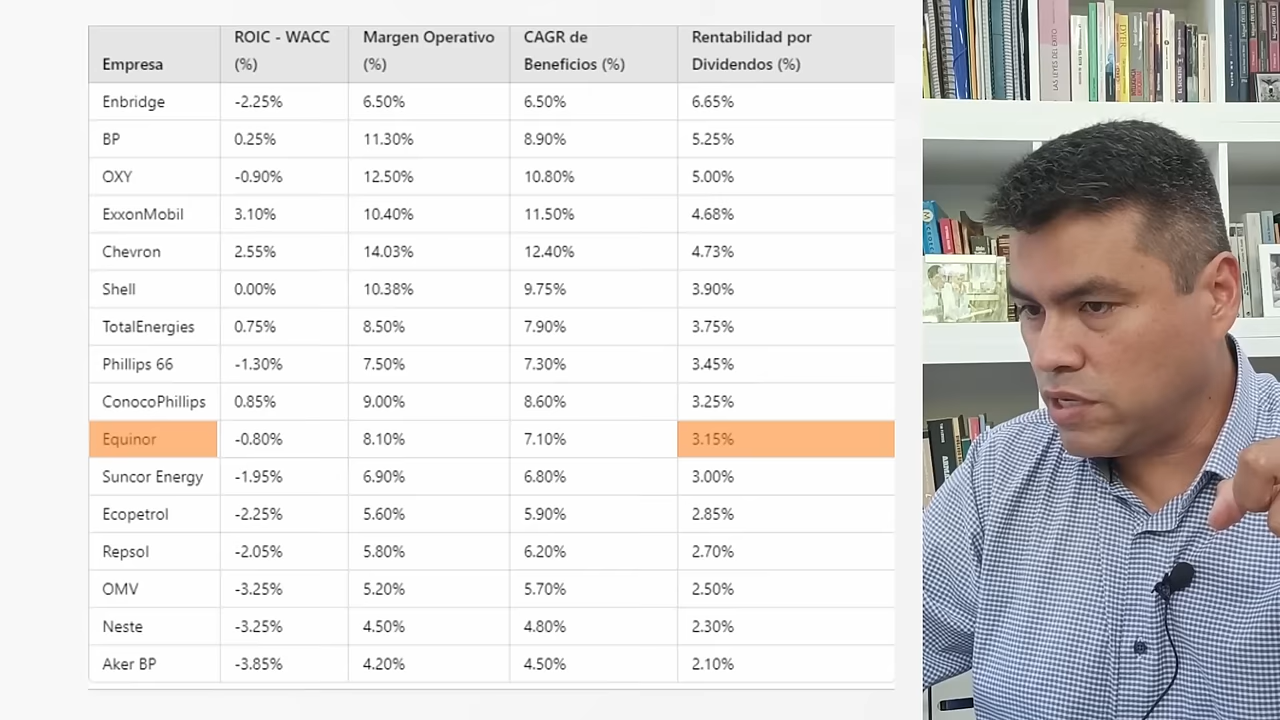 Empresa ROIC - WACC (%) Margen Operativo (%) CAGR de Beneficios (%) Rentabilidad por Dividendos (%)
Enbridge -2.25% 6.50% 6.50% 6.65%
BP 0.25% 11.30% 8.90% 5.25%
OXY -0.90% 12.50% 10.80% 5.00%
ExxonMobil 3.10% 10.40% 11.50% 4.68%
Chevron 2.55% 14.03% 12.40% 4.73%
Shell 0.00% 10.38% 9.75% 3.90%
TotalEnergies 0.75% 8.50% 7.90% 3.75%
Phillips 66 -1.30% 7.50% 7.30% 3.45%
ConocoPhillips 0.85% 9.00% 8.60% 3.25%
Equinor -0.80% 8.10% 7.10% 3.15%
Suncor Energy -1.95% 6.90% 6.80% 3.00%
Ecopetrol -2.25% 5.60% 5.90% 2.85%
Repsol -2.05% 5.80% 6.20% 2.70%
OMV -3.25% 5.20% 5.70% 2.50%
Neste -3.25% 4.50% 4.80% 2.30%
Aker BP -3.85% 4.20% 4.50% 2.10%
LAS LEYES DEL ÉXITO
DYER